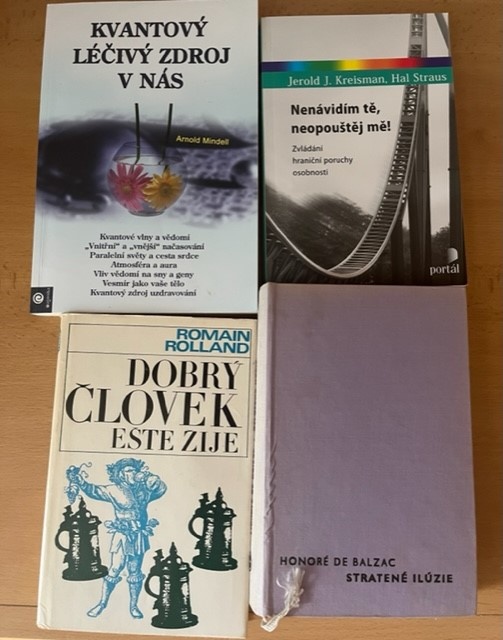 KVANTOVÝ
LÉČIVÝ ZDROJ
V NÁS
Arnold Mindell
Kvantové vlny a vědomí
„Vnitřní“ a „vnější“ načasování
Paralelní světy a cesta srdce
Atmosféra a aura
Vliv vědomí na sny a geny
Vesmír jako vaše tělo
Kvantový zdroj uzdravování
Jerold J. Kreisman, Hal Straus
Nenávidím tě,
neopouštěj mě!
Zvládání
hraniční poruchy
osobnosti
portál
ROMAIN
ROLLAND
DOBRÝ
ČLOVEK
EŠTE ŽIJE
HONORÉ DE BALZAC
STRATENÉ ILÚZIE